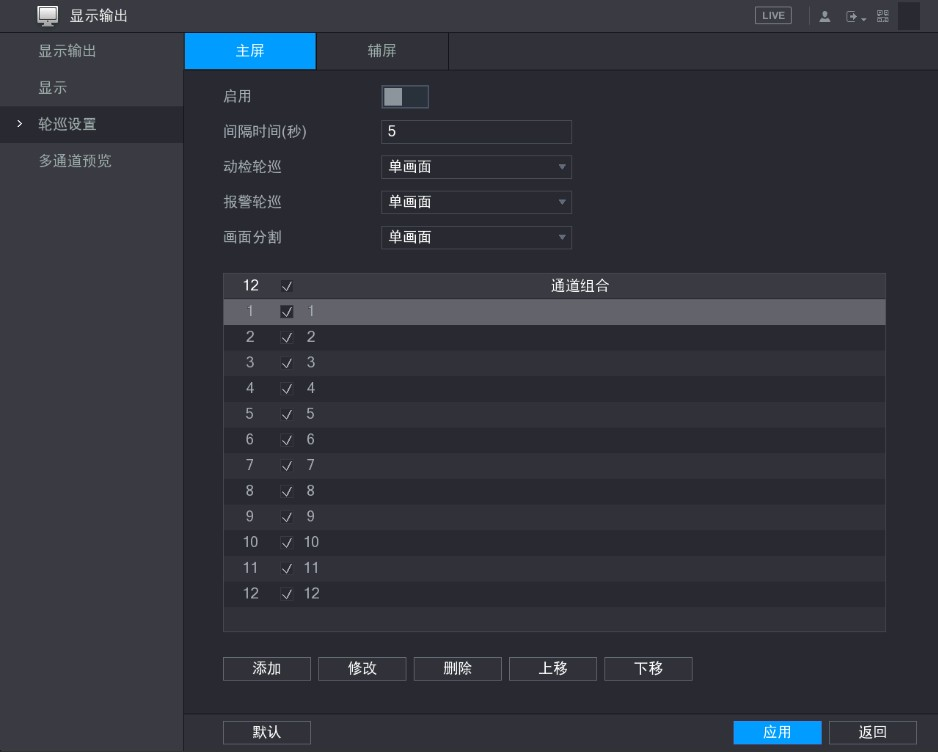 显示输出
LIVE
显示输出
显示
轮巡设置
多通道预览
主屏 辅屏
启用
间隔时间(秒) 5
动检轮巡 单画面
报警轮巡 单画面
画面分割 单画面
12 通道组合
1 1
2 2
3 3
4 4
5 5
6 6
7 7
8 8
9 9
10 10
11 11
12 12
添加 修改 删除 上移 下移
默认 应用 返回